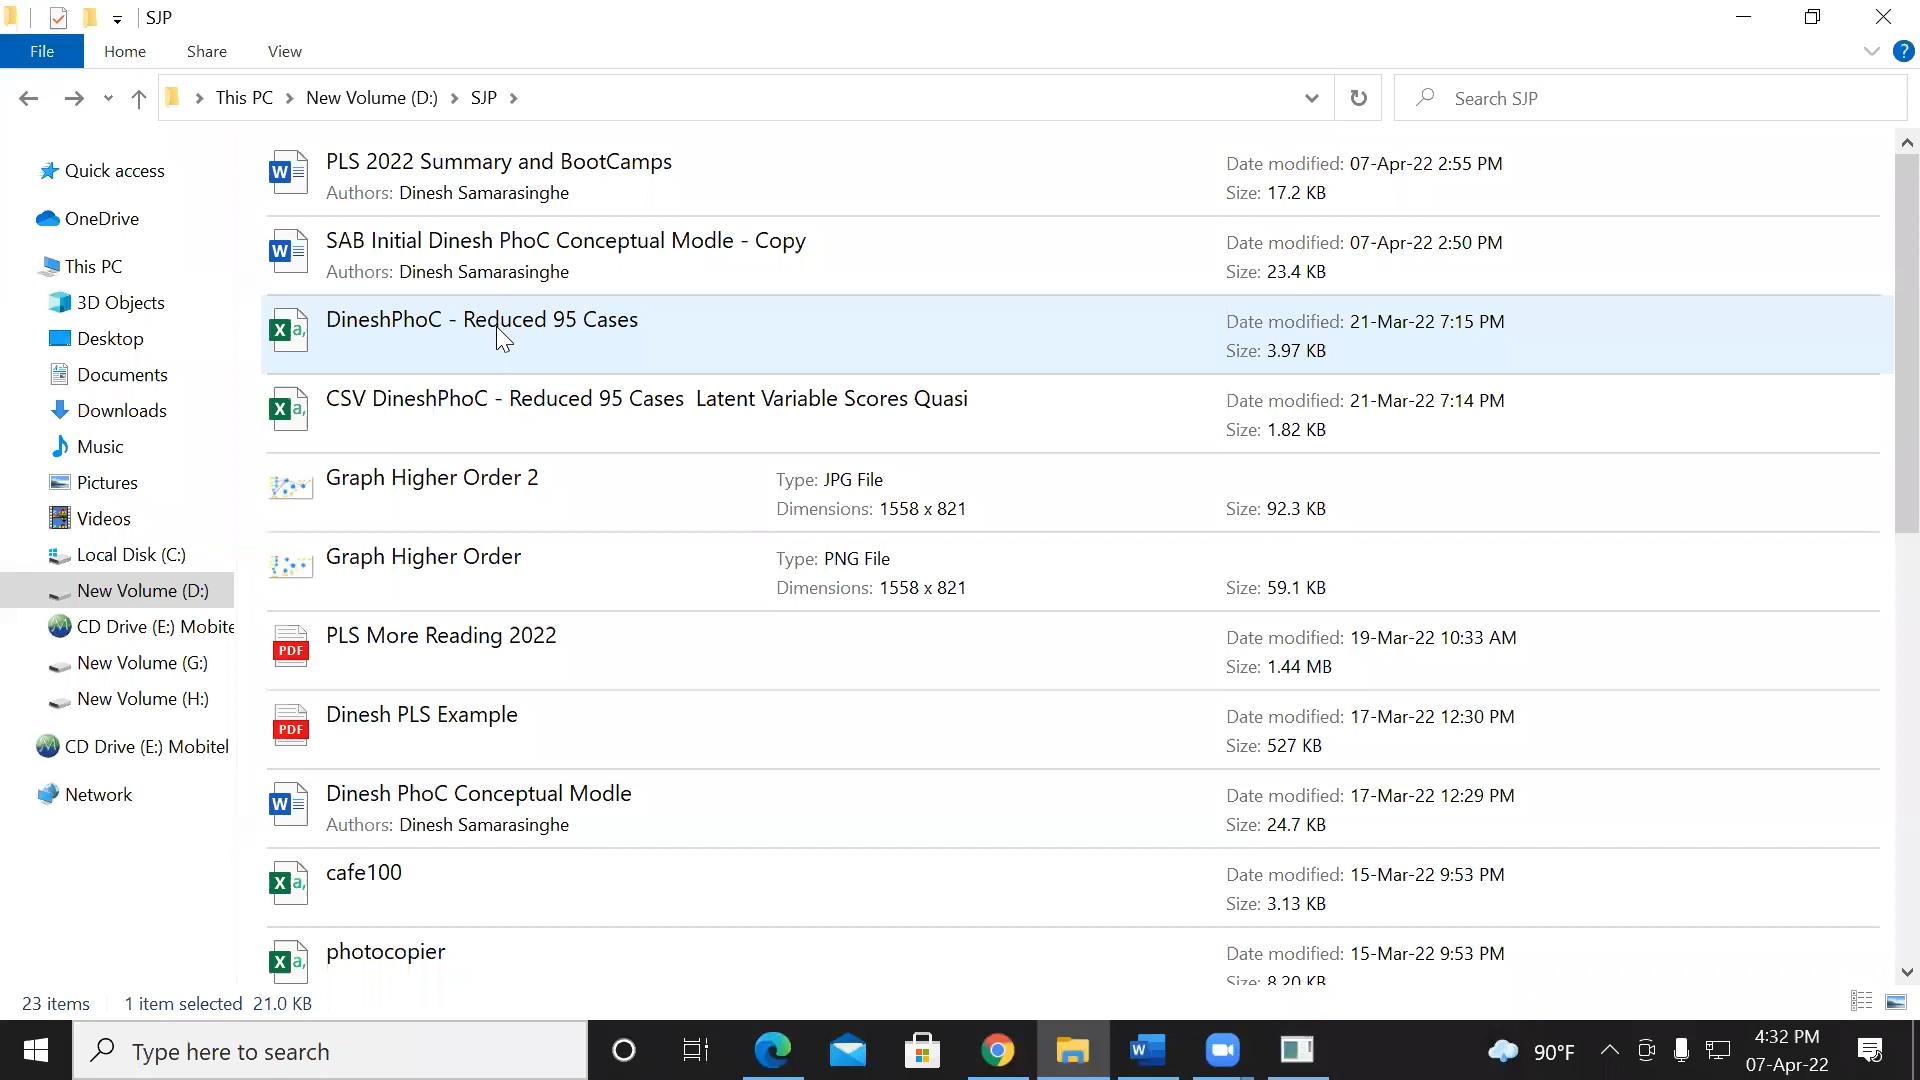 SJP
File Home Share View
This PC New Volume (D:) SJP
Search SJP
Quick access
OneDrive
This PC
3D Objects
Desktop
Documents
Downloads
Music
Pictures
Videos
Local Disk (C:)
New Volume (D:)
CD Drive (E:) Mobite
New Volume (G:)
New Volume (H:)
CD Drive (E:) Mobitel
Network
PLS 2022 Summary and BootCamps Date modified: 07-Apr-22 2:55 PM
Authors: Dinesh Samarasinghe Size: 17.2 KB
SAB Initial Dinesh PhoC Conceptual Modle - Copy Date modified: 07-Apr-22 2:50 PM
Authors: Dinesh Samarasinghe Size: 23.4 KB
DineshPhoC - Reduced 95 Cases Date modified: 21-Mar-22 7:15 PM
Size: 3.97 KB
CSV DineshPhoC - Reduced 95 Cases Latent Variable Scores Quasi Date modified: 21-Mar-22 7:14 PM
Size: 1.82 KB
Graph Higher Order 2 Type: JPG File
Dimensions: 1558 x 821 Size: 92.3 KB
Graph Higher Order Type: PNG File
Dimensions: 1558 x 821 Size: 59.1 KB
PLS More Reading 2022 Date modified: 19-Mar-22 10:33 AM
Size: 1.44 MB
Dinesh PLS Example Date modified: 17-Mar-22 12:30 PM
Size: 527 KB
Dinesh PhoC Conceptual Modle Date modified: 17-Mar-22 12:29 PM
Authors: Dinesh Samarasinghe Size: 24.7 KB
cafe100 Date modified: 15-Mar-22 9:53 PM
Size: 3.13 KB
photocopier Date modified: 15-Mar-22 9:53 PM
Size: 8.20 KB
23 items 1 item selected 21.0 KB
Type here to search
90°F
4:32 PM
07-Apr-22